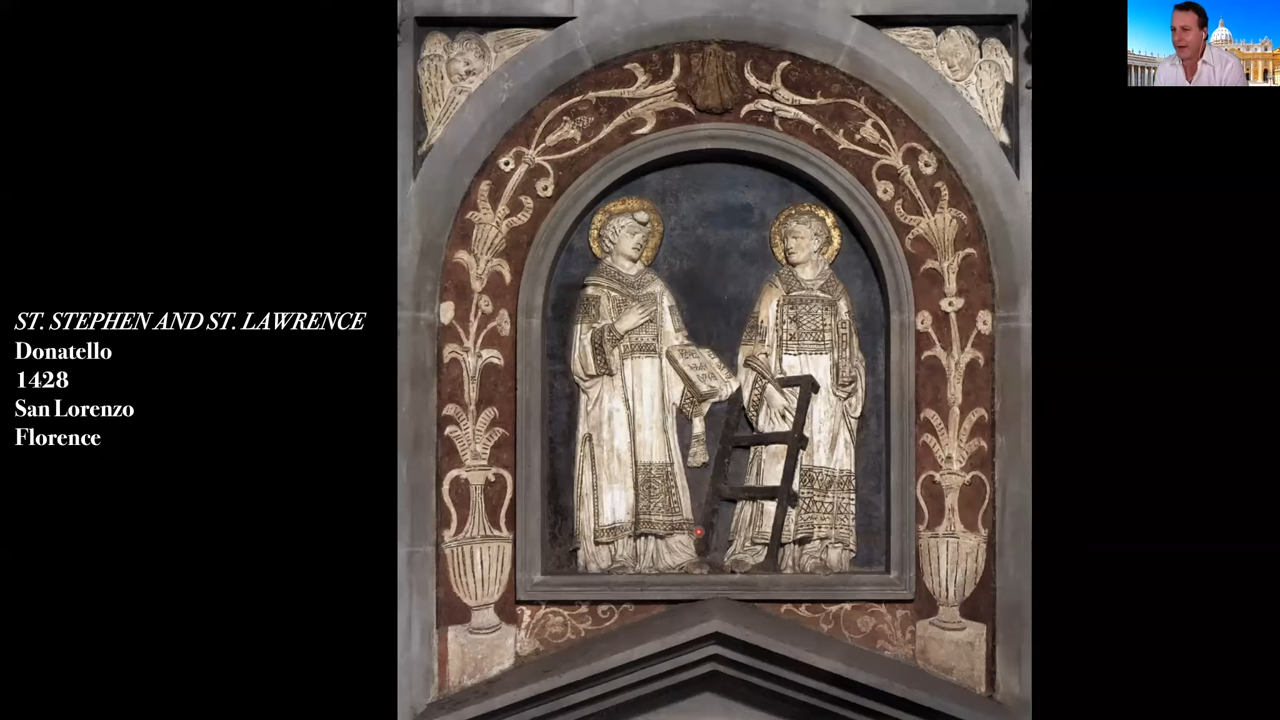 ST. STEPHEN AND ST. LAWRENCE
Donatello
1428
San Lorenzo
Florence